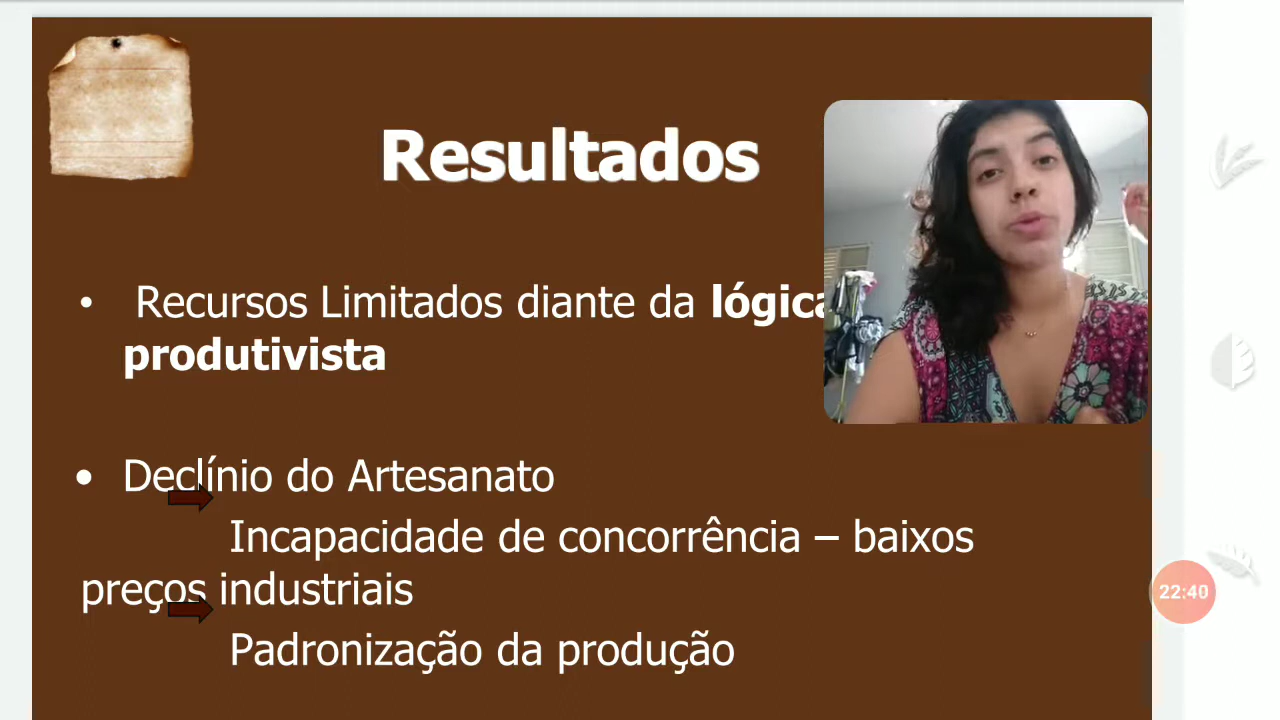 Resultados
• Recursos Limitados diante da lógica
produtivista
• Declínio do Artesanato
Incapacidade de concorrência – baixos
preços industriais
Padronização da produção
22:40